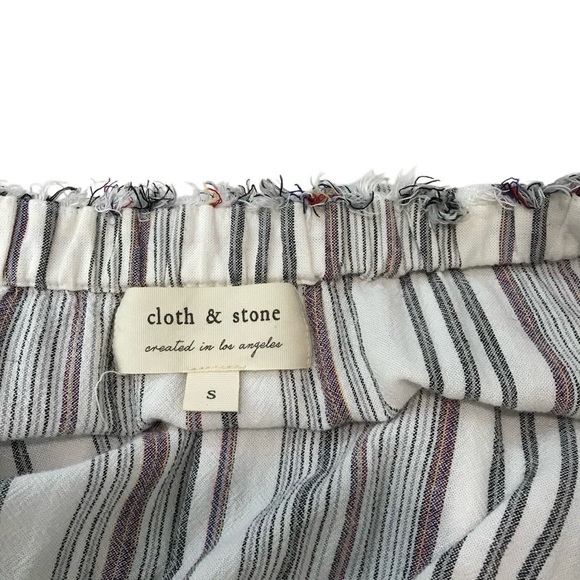 cloth & stone
created in los angeles
S